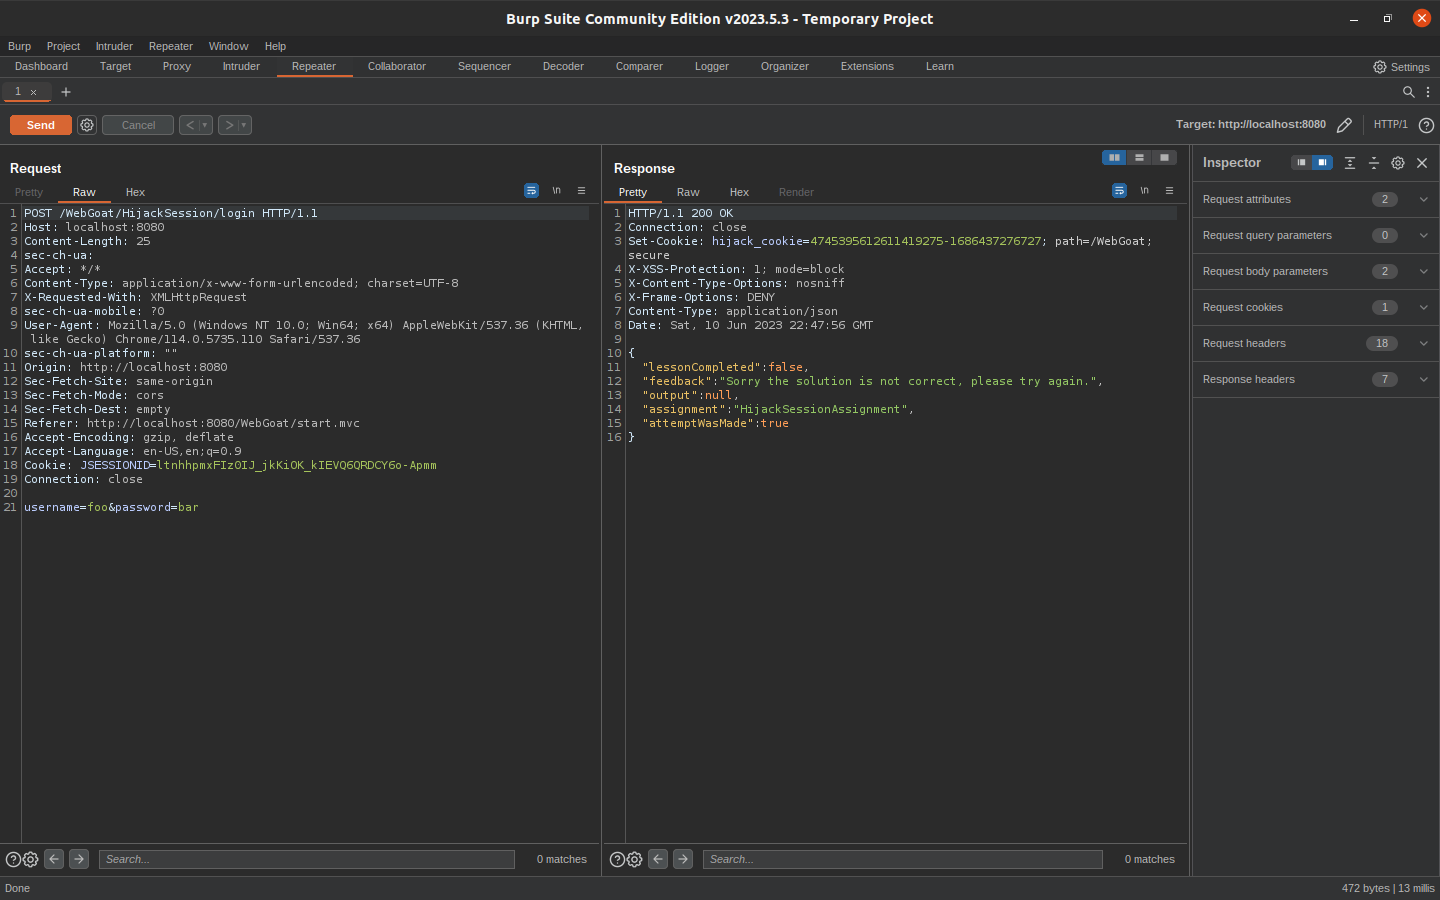 Burp Suite Community Edition v2023.5.3 - Temporary Project
Burp Project Intruder Repeater Window Help
Dashboard Target Proxy Intruder Repeater Collaborator Sequencer Decoder Comparer Logger Organizer Extensions Learn Settings
1 × +
Send Cancel < > Target: http://localhost:8080 HTTP/1
Request
Pretty Raw Hex \n
1 POST /WebGoat/HijackSession/login HTTP/1.1
2 Host: localhost:8080
3 Content-Length: 25
4 sec-ch-ua:
5 Accept: */*
6 Content-Type: application/x-www-form-urlencoded; charset=UTF-8
7 X-Requested-With: XMLHttpRequest
8 sec-ch-ua-mobile: ?0
9 User-Agent: Mozilla/5.0 (Windows NT 10.0; Win64; x64) AppleWebKit/537.36 (KHTML,
like Gecko) Chrome/114.0.5735.110 Safari/537.36
10 sec-ch-ua-platform: ""
11 Origin: http://localhost:8080
12 Sec-Fetch-Site: same-origin
13 Sec-Fetch-Mode: cors
14 Sec-Fetch-Dest: empty
15 Referer: http://localhost:8080/WebGoat/start.mvc
16 Accept-Encoding: gzip, deflate
17 Accept-Language: en-US,en;q=0.9
18 Cookie: JSESSIONID=ltnhhpmxFIzOIJ_jkKiOK_kIEVQ6QRDCY6o-Apmm
19 Connection: close
20
21 username=foo&password=bar
Search... 0 matches
Response
Pretty Raw Hex Render \n
1 HTTP/1.1 200 OK
2 Connection: close
3 Set-Cookie: hijack_cookie=4745395612611419275-1686437276727; path=/WebGoat;
secure
4 X-XSS-Protection: 1; mode=block
5 X-Content-Type-Options: nosniff
6 X-Frame-Options: DENY
7 Content-Type: application/json
8 Date: Sat, 10 Jun 2023 22:47:56 GMT
9
10 {
11 "lessonCompleted":false,
12 "feedback":"Sorry the solution is not correct, please try again.",
13 "output":null,
14 "assignment":"HijackSessionAssignment",
15 "attemptWasMade":true
16 }
Search... 0 matches
Inspector
Request attributes 2
Request query parameters 0
Request body parameters 2
Request cookies 1
Request headers 18
Response headers 7
Done 472 bytes | 13 millis